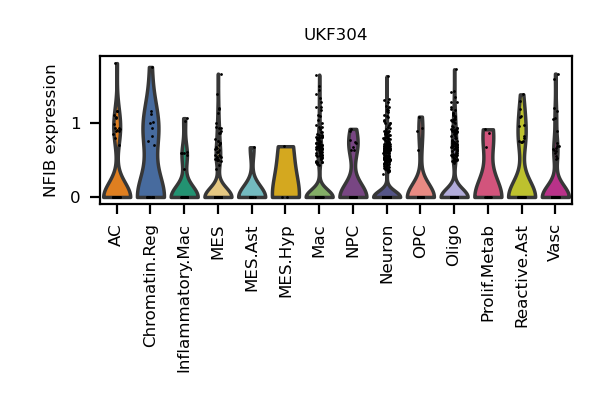 UKF304
NFIB expression
1
0
AC
Chromatin.Reg
Inflammatory.Mac
MES
MES.Ast
MES.Hyp
Mac
NPC
Neuron
OPC
Oligo
Prolif.Metab
Reactive.Ast
Vasc